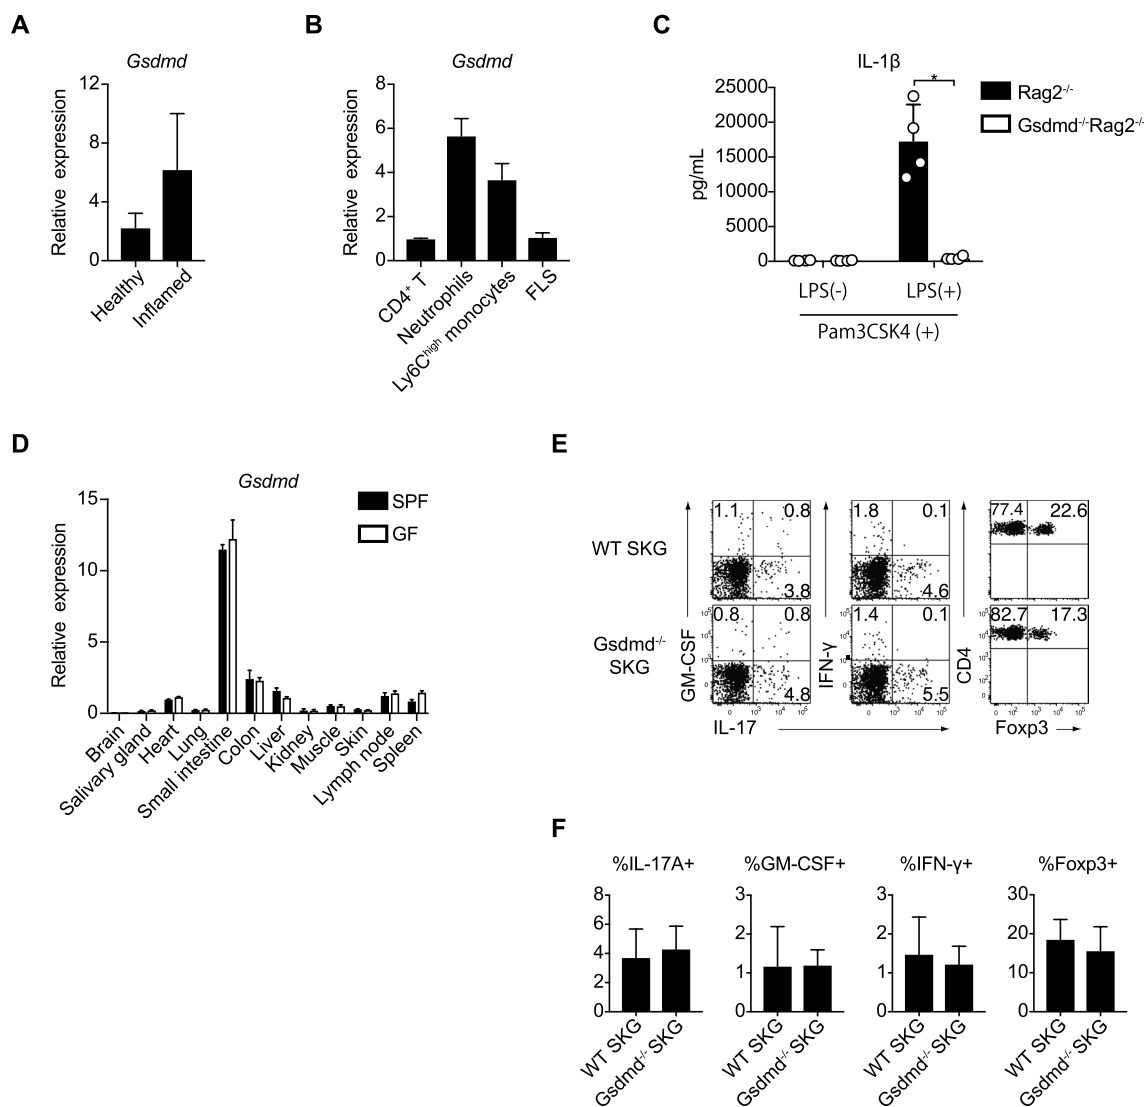 A
Gsdmd
Relative expression
12
8
4
0
Healthy
Inflamed
B
Gsdmd
Relative expression
8
6
4
2
0
CD4+ T
Neutrophils
Ly6Chigh monocytes
FLS
C
IL-1β
pg/mL
25000
20000
15000
10000
5000
0
*
LPS(-)
LPS(+)
Pam3CSK4 (+)
Rag2-/-
Gsdmd-/-Rag2-/-
D
Gsdmd
Relative expression
15
10
5
0
SPF
GF
Brain
Salivary gland
Heart
Lung
Small intestine
Colon
Liver
Kidney
Muscle
Skin
Lymph node
Spleen
E
WT SKG
1.1 0.8
3.8
1.8 0.1
4.6
77.4 22.6
Gsdmd-/-
SKG
0.8 0.8
4.8
1.4 0.1
5.5
82.7 17.3
GM-CSF
IFN-γ
CD4
IL-17
Foxp3
F
%IL-17A+
8
6
4
2
0
WT SKG
Gsdmd-/- SKG
%GM-CSF+
3
2
1
0
WT SKG
Gsdmd-/- SKG
%IFN-γ+
3
2
1
0
WT SKG
Gsdmd-/- SKG
%Foxp3+
30
20
10
0
WT SKG
Gsdmd-/- SKG